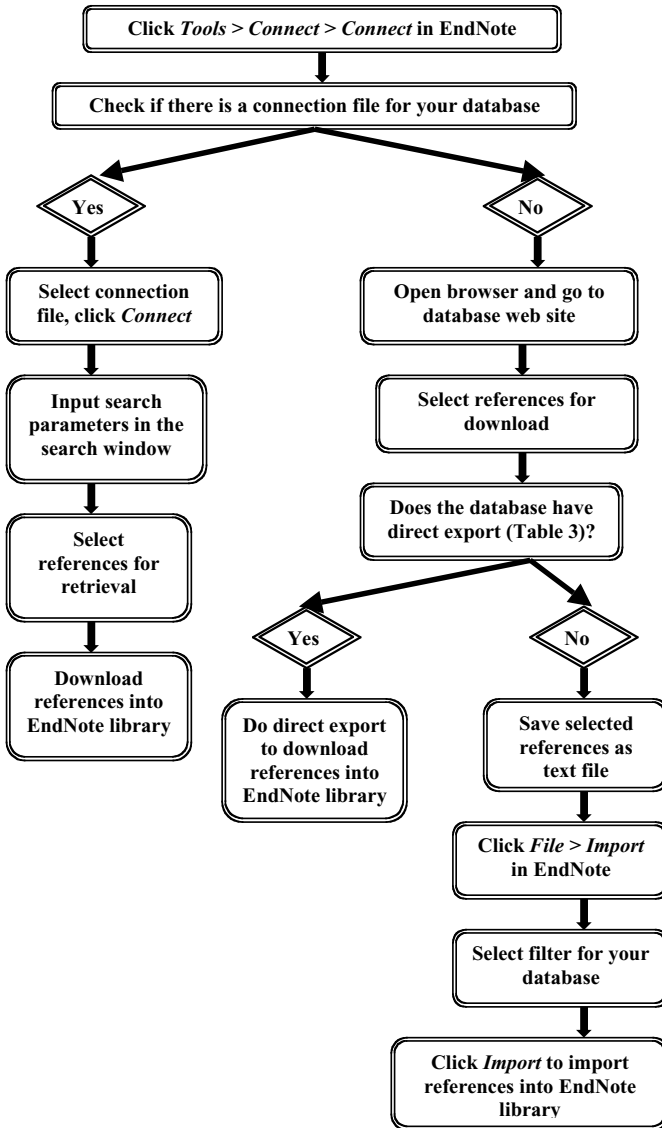 Click Tools > Connect > Connect in EndNote
Check if there is a connection file for your database
Yes
No
Select connection
file, click Connect
Open browser and go to
database web site
Input search
parameters in the
search window
Select references for
download
Select
references for
retrieval
Does the database have
direct export (Table 3)?
Download
references into
EndNote library
Yes
No
Do direct export
to download
references into
EndNote library
Save selected
references as
text file
Click File > Import
in EndNote
Select filter for your
database
Click Import to import
references into EndNote
library